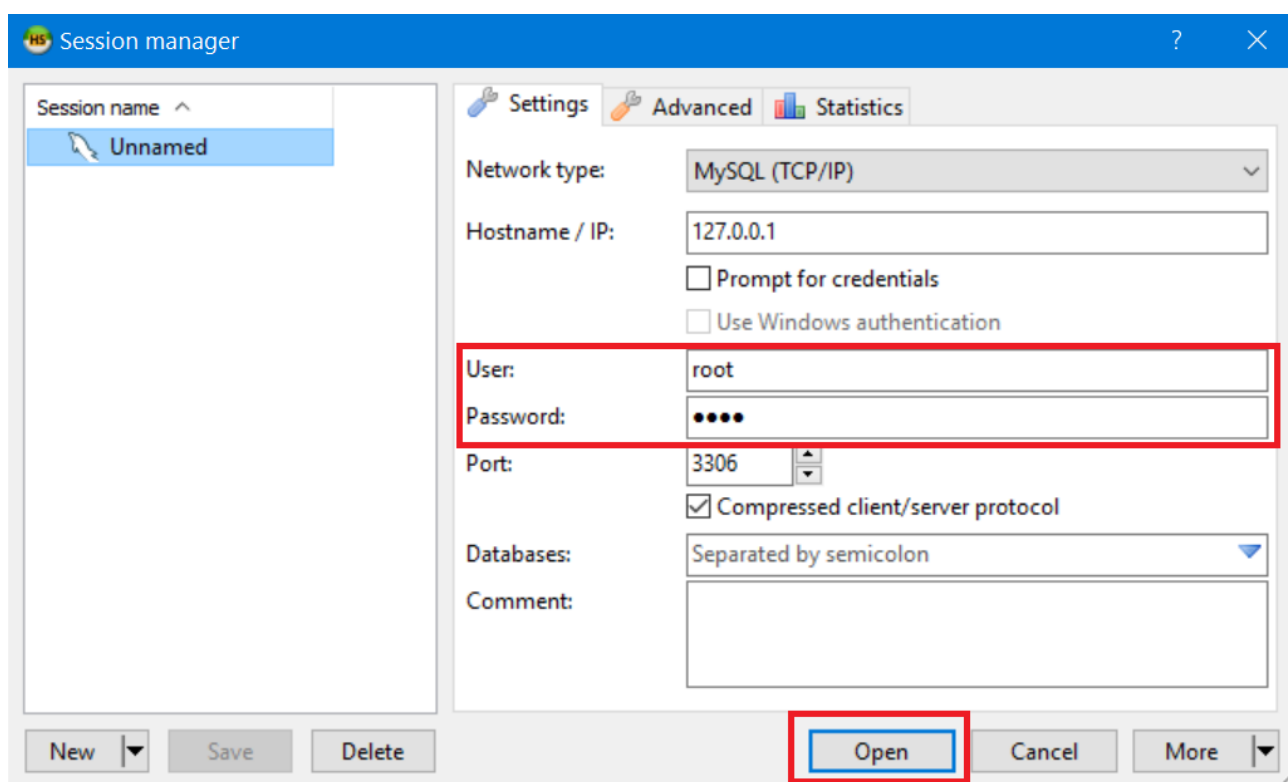 HS Session manager ?
Session name
Unnamed
Settings Advanced Statistics
Network type: MySQL (TCP/IP)
Hostname / IP: 127.0.0.1
Prompt for credentials
Use Windows authentication
User: root
Password: ●●●●
Port: 3306
Compressed client/server protocol
Databases: Separated by semicolon
Comment:
New Save Delete Open Cancel More